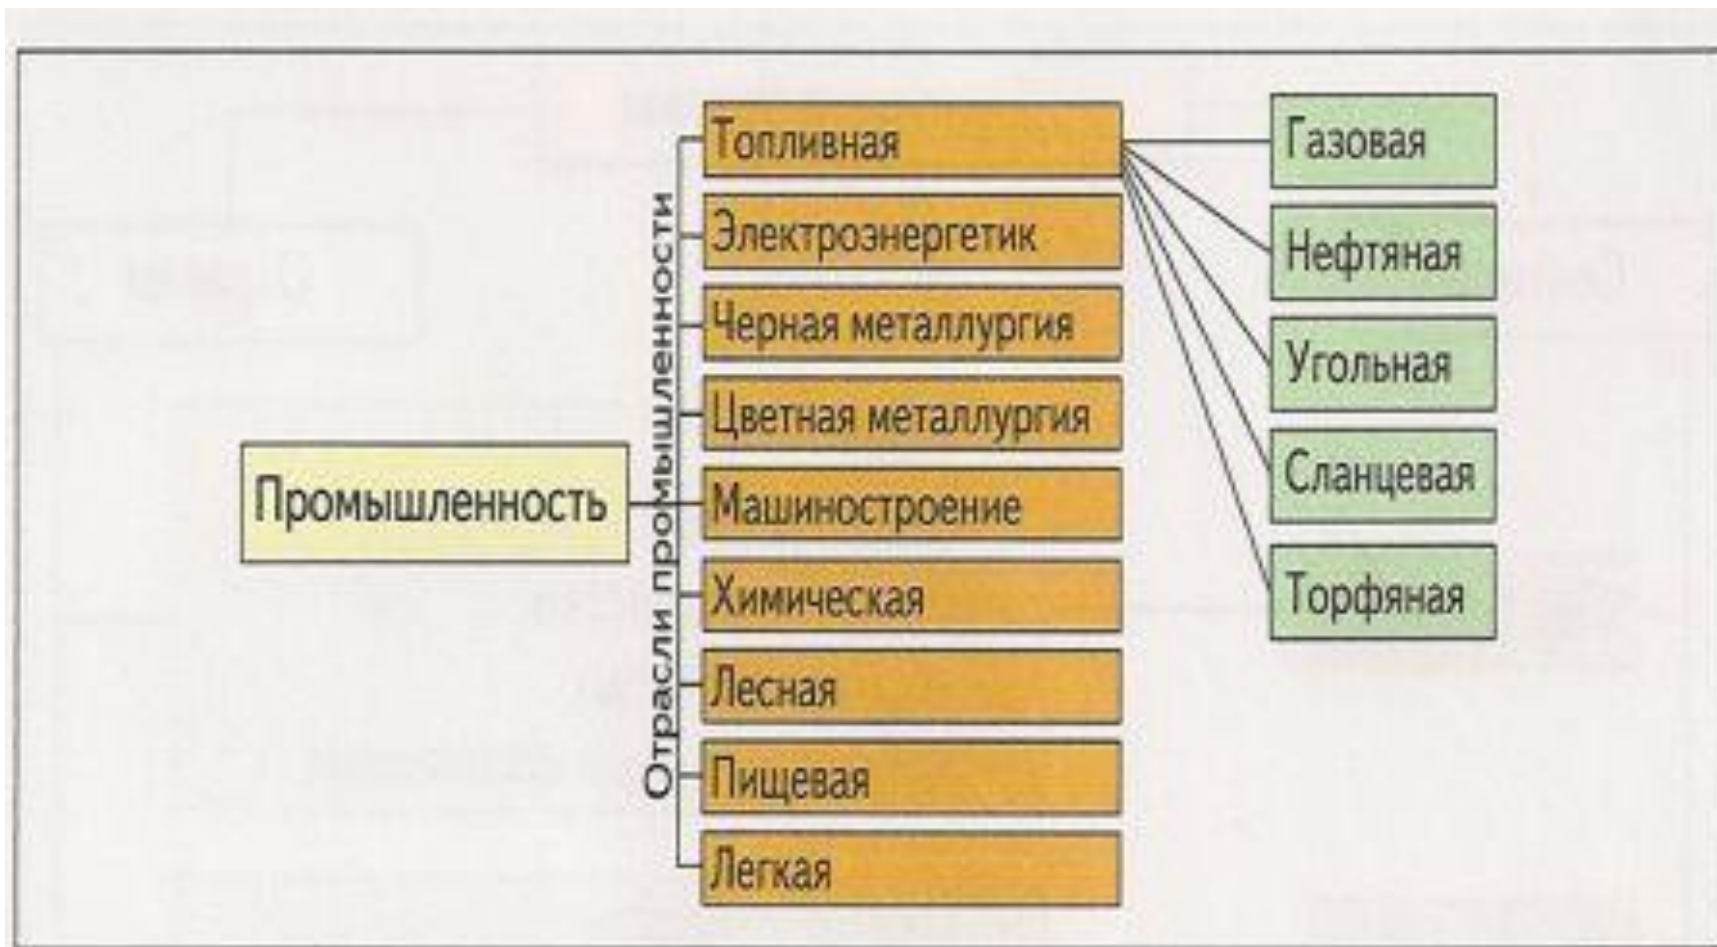 Промышленность
Отрасли промышленности
Топливная
Электроэнергетик
Черная металлургия
Цветная металлургия
Машиностроение
Химическая
Лесная
Пищевая
Легкая
Газовая
Нефтяная
Угольная
Сланцевая
Торфяная